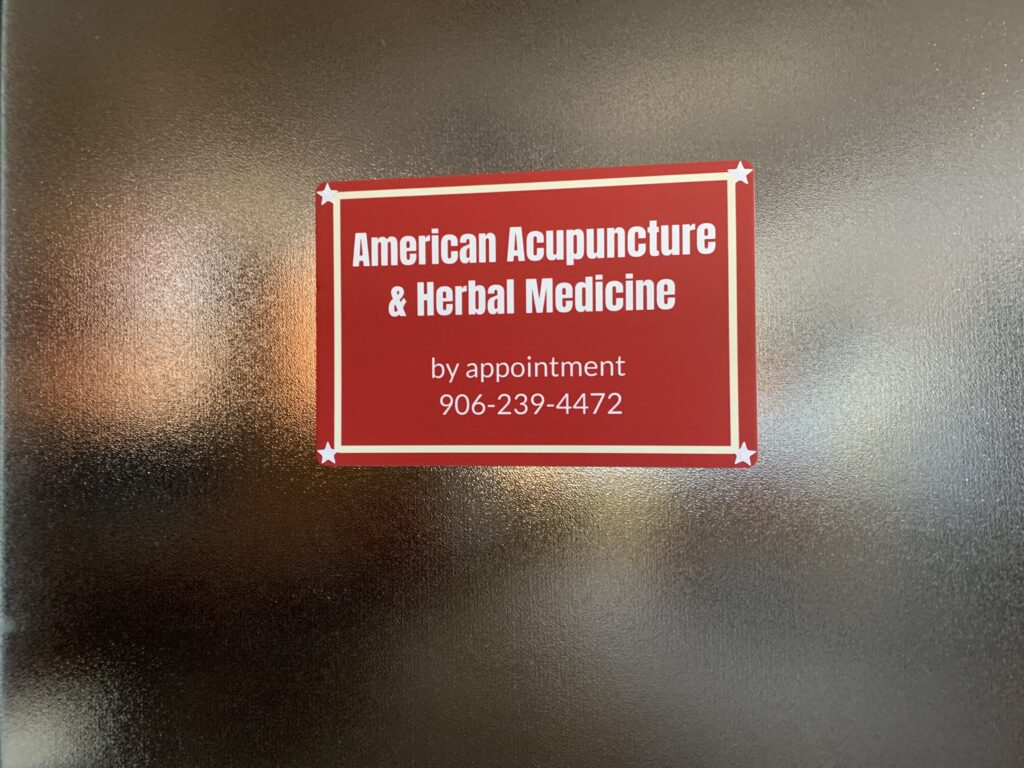 American Acupuncture
& Herbal Medicine
by appointment
906-239-4472